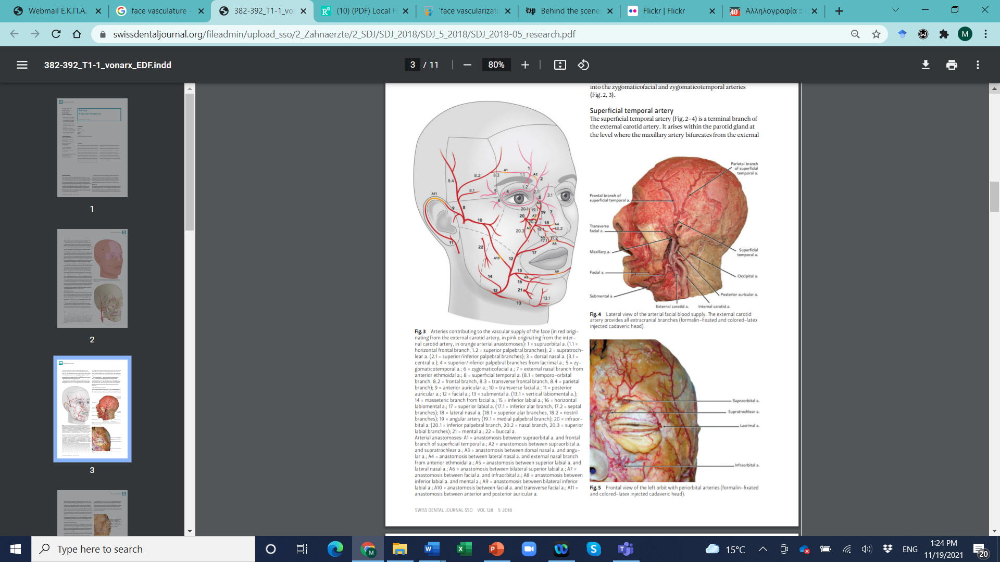 Webmail Ε.Κ.Π.Α.
face vasculature -
382-392_T1-1_vo
(10) (PDF) Local F
'face vascularizati
Behind the scene
Flickr | Flickr
Αλληλογραφία ::
swissdentaljournal.org/fileadmin/upload_sso/2_Zahnaerzte/2_SDJ/SDJ_2018/SDJ_5_2018/SDJ_2018-05_research.pdf
M
382-392_T1-1_vonarx_EDF.indd
3 / 11
80%
1
2
3
into the zygomaticofacial and zygomaticotemporal arteries
(Fig. 2, 3).
Superficial temporal artery
The superficial temporal artery (Fig. 2–4) is a terminal branch of
the external carotid artery. It arises within the parotid gland at
the level where the maxillary artery bifurcates from the external
A1
1
8.2
8.3
1.1
A2
2
8.4
1.2
8.1
5
4
2.1
3.1
A11
6
3
A3
9
8
20.1
19.1
19
7
20
A7
10
20.2
18
A4
20.3
A7
18.1
18.2
A5
17.1
17.2
11
A6
22
17
A10
12
15
A9
14
A8
16
12
21
13.1
13
Parietal branch
of superficial
temporal a.
Frontal branch of
superficial temporal a.
Transverse
facial a.
Maxillary a.
Superficial
temporal a.
Facial a.
Occipital a.
Submental a.
Posterior auricular a.
External carotid a.
Internal carotid a.
Fig. 4 Lateral view of the arterial facial blood supply. The external carotid
artery provides all extracranial branches (formalin-fixated and colored-latex
injected cadaveric head).
Fig. 3 Arteries contributing to the vascular supply of the face (in red origi-
nating from the external carotid artery, in pink originating from the inter-
nal carotid artery, in orange arterial anastomoses): 1 = supraorbital a. (1.1 =
horizontal frontal branch, 1.2 = superior palpebral branches); 2 = supratroch-
lear a. (2.1 = superior/inferior palpebral branches); 3 = dorsal nasal a. (3.1 =
central a.); 4 = superior/inferior palpebral branches from lacrimal a.; 5 = zy-
gomaticotemporal a.; 6 = zygomaticofacial a.; 7 = external nasal branch from
anterior ethmoidal a.; 8 = superficial temporal a. (8.1 = temporo-orbital
branch, 8.2 = frontal branch, 8.3 = transverse frontal branch, 8.4 = parietal
branch); 9 = anterior auricular a.; 10 = transverse facial a.; 11 = posterior
auricular a.; 12 = facial a.; 13 = submental a. (13.1 = vertical labiomental a.);
14 = masseteric branch from facial a.; 15 = inferior labial a.; 16 = horizontal
labiomental a.; 17 = superior labial a. (17.1 = inferior alar branch, 17.2 = septal
branches); 18 = lateral nasal a. (18.1 = superior alar branches, 18.2 = nostril
branches); 19 = angular artery (19.1 = medial palpebral branch); 20 = infraor-
bital a. (20.1 = inferior palpebral branch, 20.2 = nasal branch, 20.3 = superior
labial branches); 21 = mental a.; 22 = buccal a.
Arterial anastomoses: A1 = anastomosis between supraorbital a. and frontal
branch of superficial temporal a.; A2 = anastomosis between supraorbital a.
and supratrochlear a.; A3 = anastomosis between dorsal nasal a. and angu-
lar a.; A4 = anastomosis between lateral nasal a. and external nasal branch
from anterior ethmoidal a.; A5 = anastomosis between superior labial a. and
lateral nasal a.; A6 = anastomosis between bilateral superior labial a.; A7 =
anastomosis between facial a. and infraorbital a.; A8 = anastomosis between
inferior labial a. and mental a.; A9 = anastomosis between bilateral inferior
labial a.; A10 = anastomosis between facial a. and transverse facial a.; A11 =
anastomosis between anterior and posterior auricular a.
Supraorbital a.
Supratrochlear a.
Lacrimal a.
Infraorbital a.
Fig. 5 Frontal view of the left orbit with periorbital arteries (formalin-fixated
and colored-latex injected cadaveric head).
SWISS DENTAL JOURNAL SSO VOL 128 5·2018
Type here to search
15°C
ENG
1:24 PM
11/19/2021
20